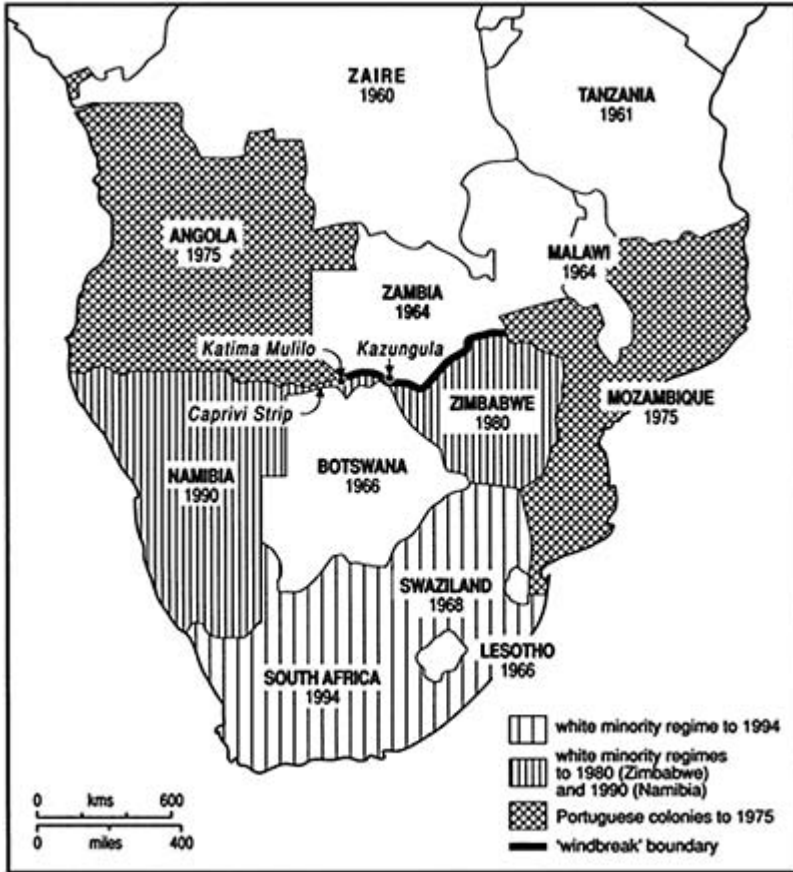 ZAIRE
1960
TANZANIA
1961
ANGOLA
1975
MALAWI
1964
ZAMBIA
1964
Katima Mulilo
Kazungula
Caprivi Strip
ZIMBABWE
1980
MOZAMBIQUE
1975
NAMIBIA
1990
BOTSWANA
1966
SWAZILAND
1968
LESOTHO
1966
SOUTH AFRICA
1994
white minority regime to 1994
white minority regimes
to 1980 (Zimbabwe)
and 1990 (Namibia)
Portuguese colonies to 1975
'windbreak' boundary
0 kms 600
0 miles 400